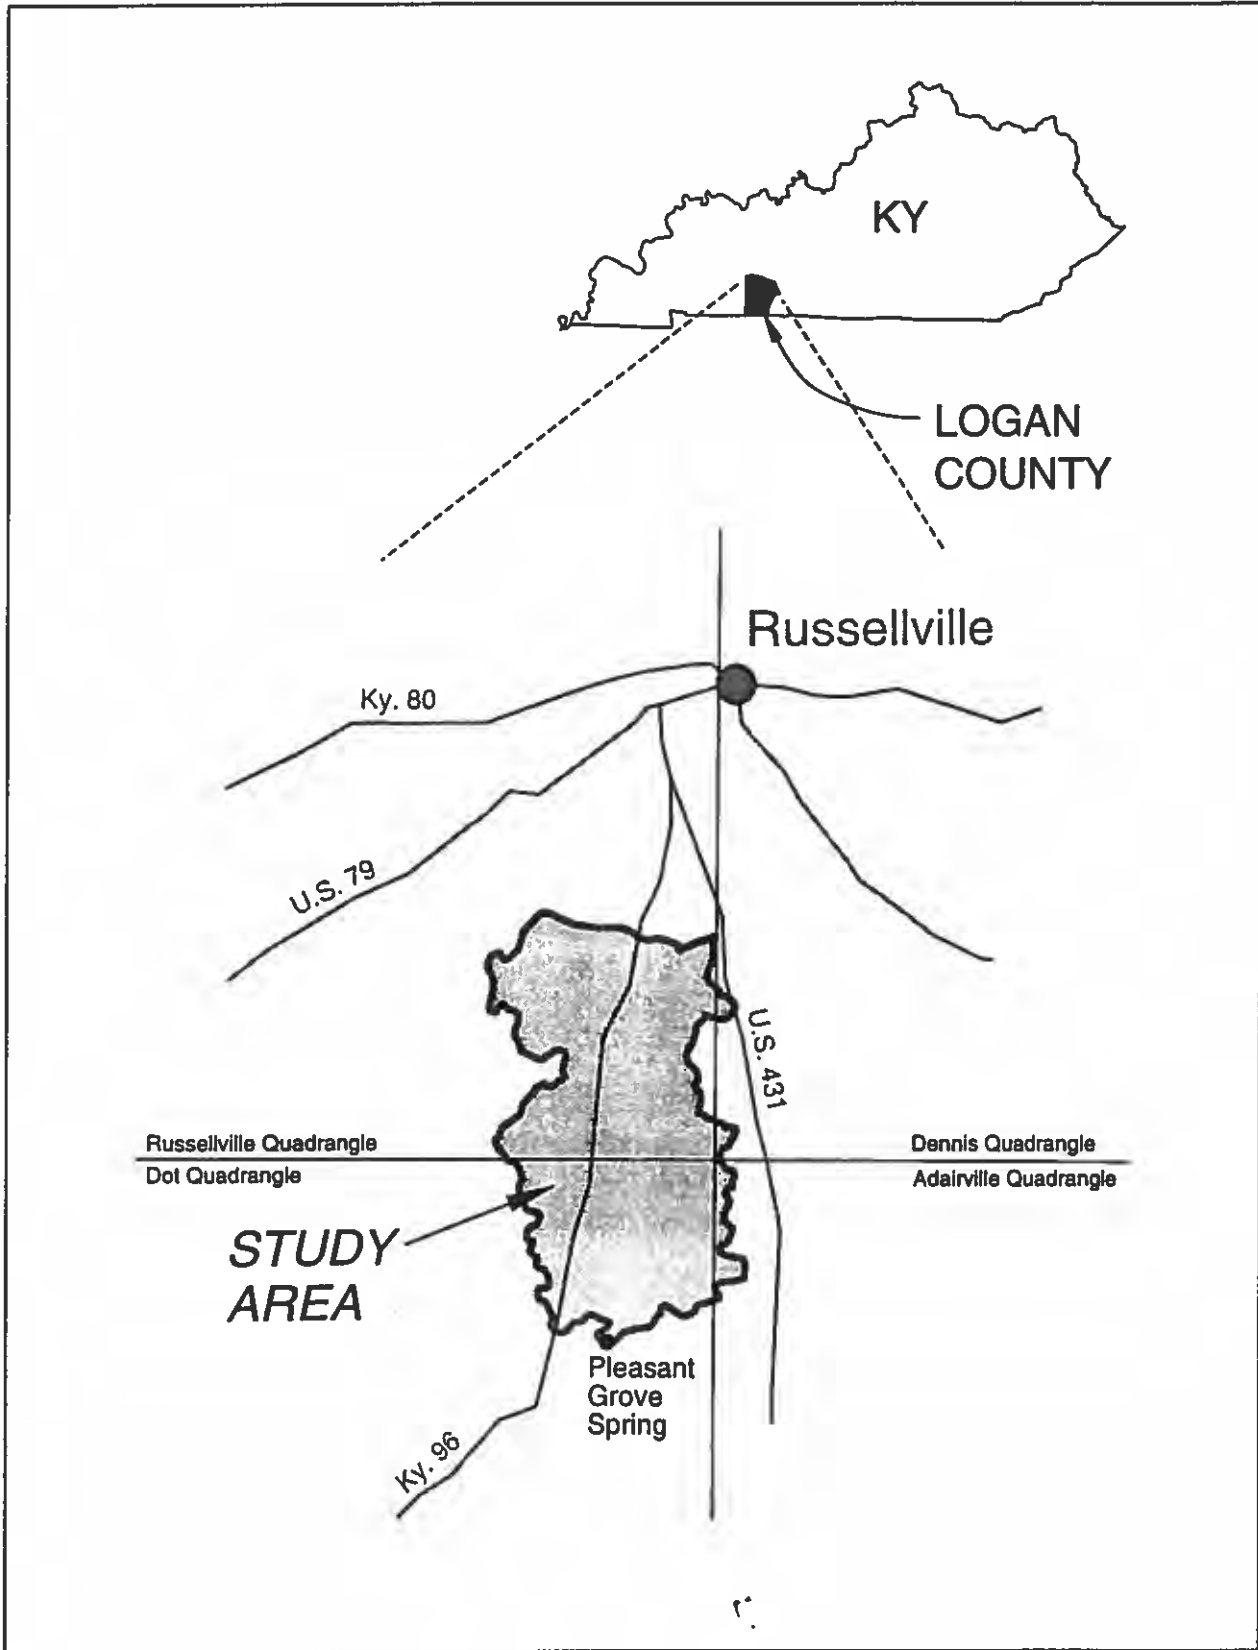 KY
LOGAN
COUNTY
Russellville
Ky. 80
U.S. 79
U.S. 431
Russellville Quadrangle
Dennis Quadrangle
Dot Quadrangle
Adairville Quadrangle
STUDY
AREA
Pleasant
Grove
Spring
Ky. 96